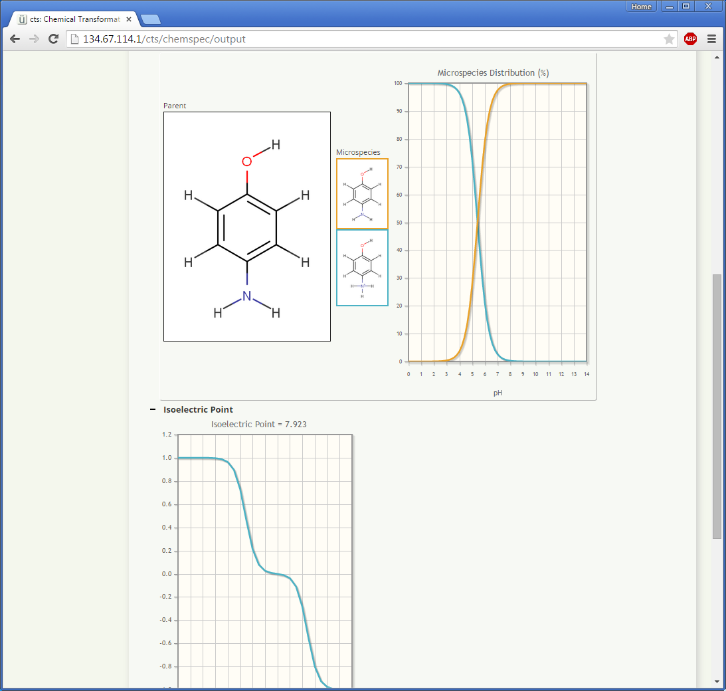 Home
cts: Chemical Transformat
134.67.114.1/cts/chemspec/output
ABP
Parent
O
H
H
H
H
H
N
H
H
Microspecies
Microspecies Distribution (%)
100
90
80
70
60
50
40
30
20
10
0
0 1 2 3 4 5 6 7 8 9 10 11 12 13 14
pH
Isoelectric Point
Isoelectric Point = 7.923
1.2
1.0
0.8
0.6
0.4
0.2
0.0
-0.2
-0.4
-0.6
-0.8